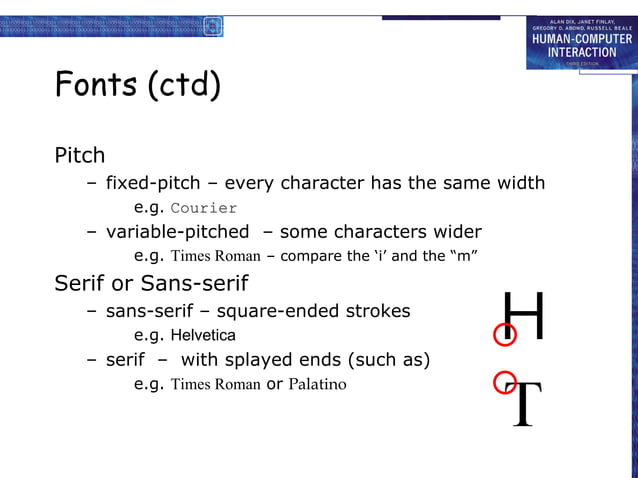 ALAN DIX, JANET FINLAY,
GREGORY D. ABOWD, RUSSELL BEALE
HUMAN-COMPUTER
INTERACTION
THIRD EDITION
Fonts (ctd)
Pitch
– fixed-pitch – every character has the same width
e.g. Courier
– variable-pitched – some characters wider
e.g. Times Roman – compare the ‘i’ and the “m”
Serif or Sans-serif
– sans-serif – square-ended strokes
e.g. Helvetica
– serif – with splayed ends (such as)
e.g. Times Roman or Palatino
H
T